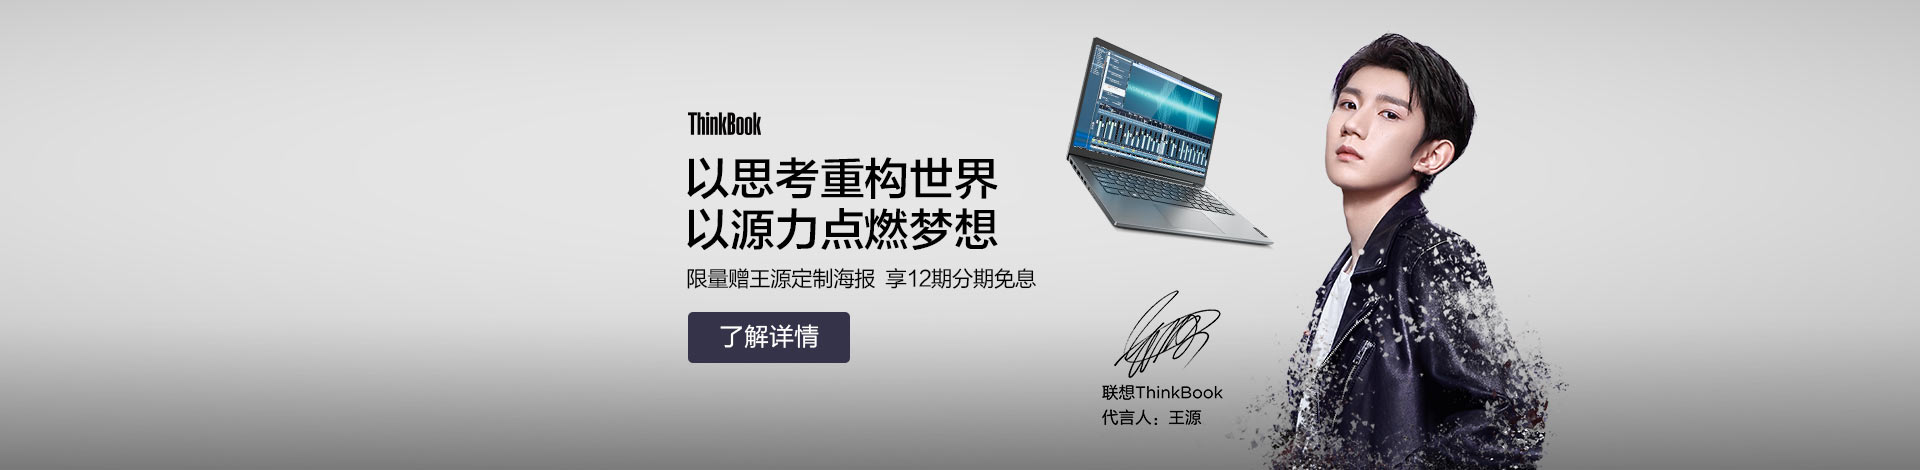 ThinkBook
以思考重构世界
以源力点燃梦想
限量赠王源定制海报 享12期分期免息
了解详情
联想ThinkBook
代言人：王源